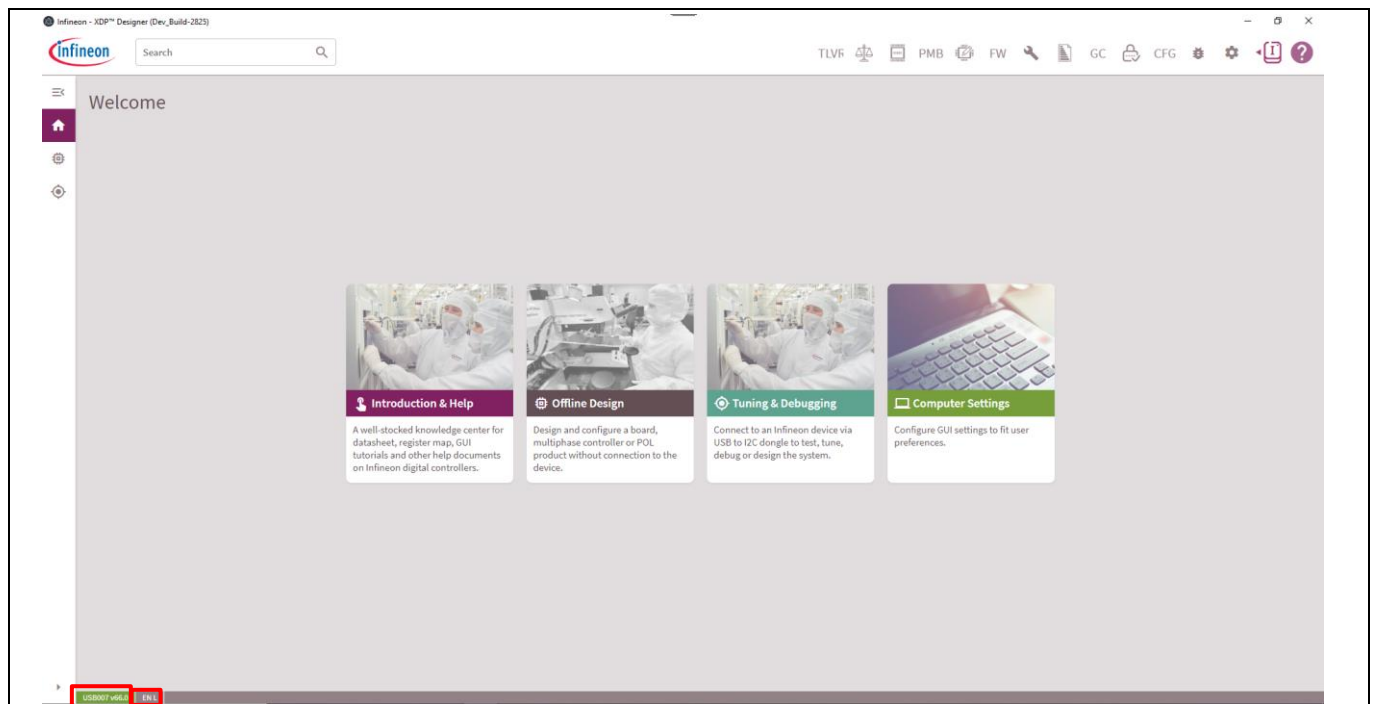 Infineon - XDP™ Designer (Dev_Build-2825)
infineon
Search
TLVR
PMB
FW
GC
CFG
Welcome
Introduction & Help
A well-stocked knowledge center for
datasheet, register map, GUI
tutorials and other help documents
on Infineon digital controllers.
Offline Design
Design and configure a board,
multiphase controller or POL
product without connection to the
device.
Tuning & Debugging
Connect to an Infineon device via
USB to I2C dongle to test, tune,
debug or design the system.
Computer Settings
Configure GUI settings to fit user
preferences.
USB007 v66.0
EN L